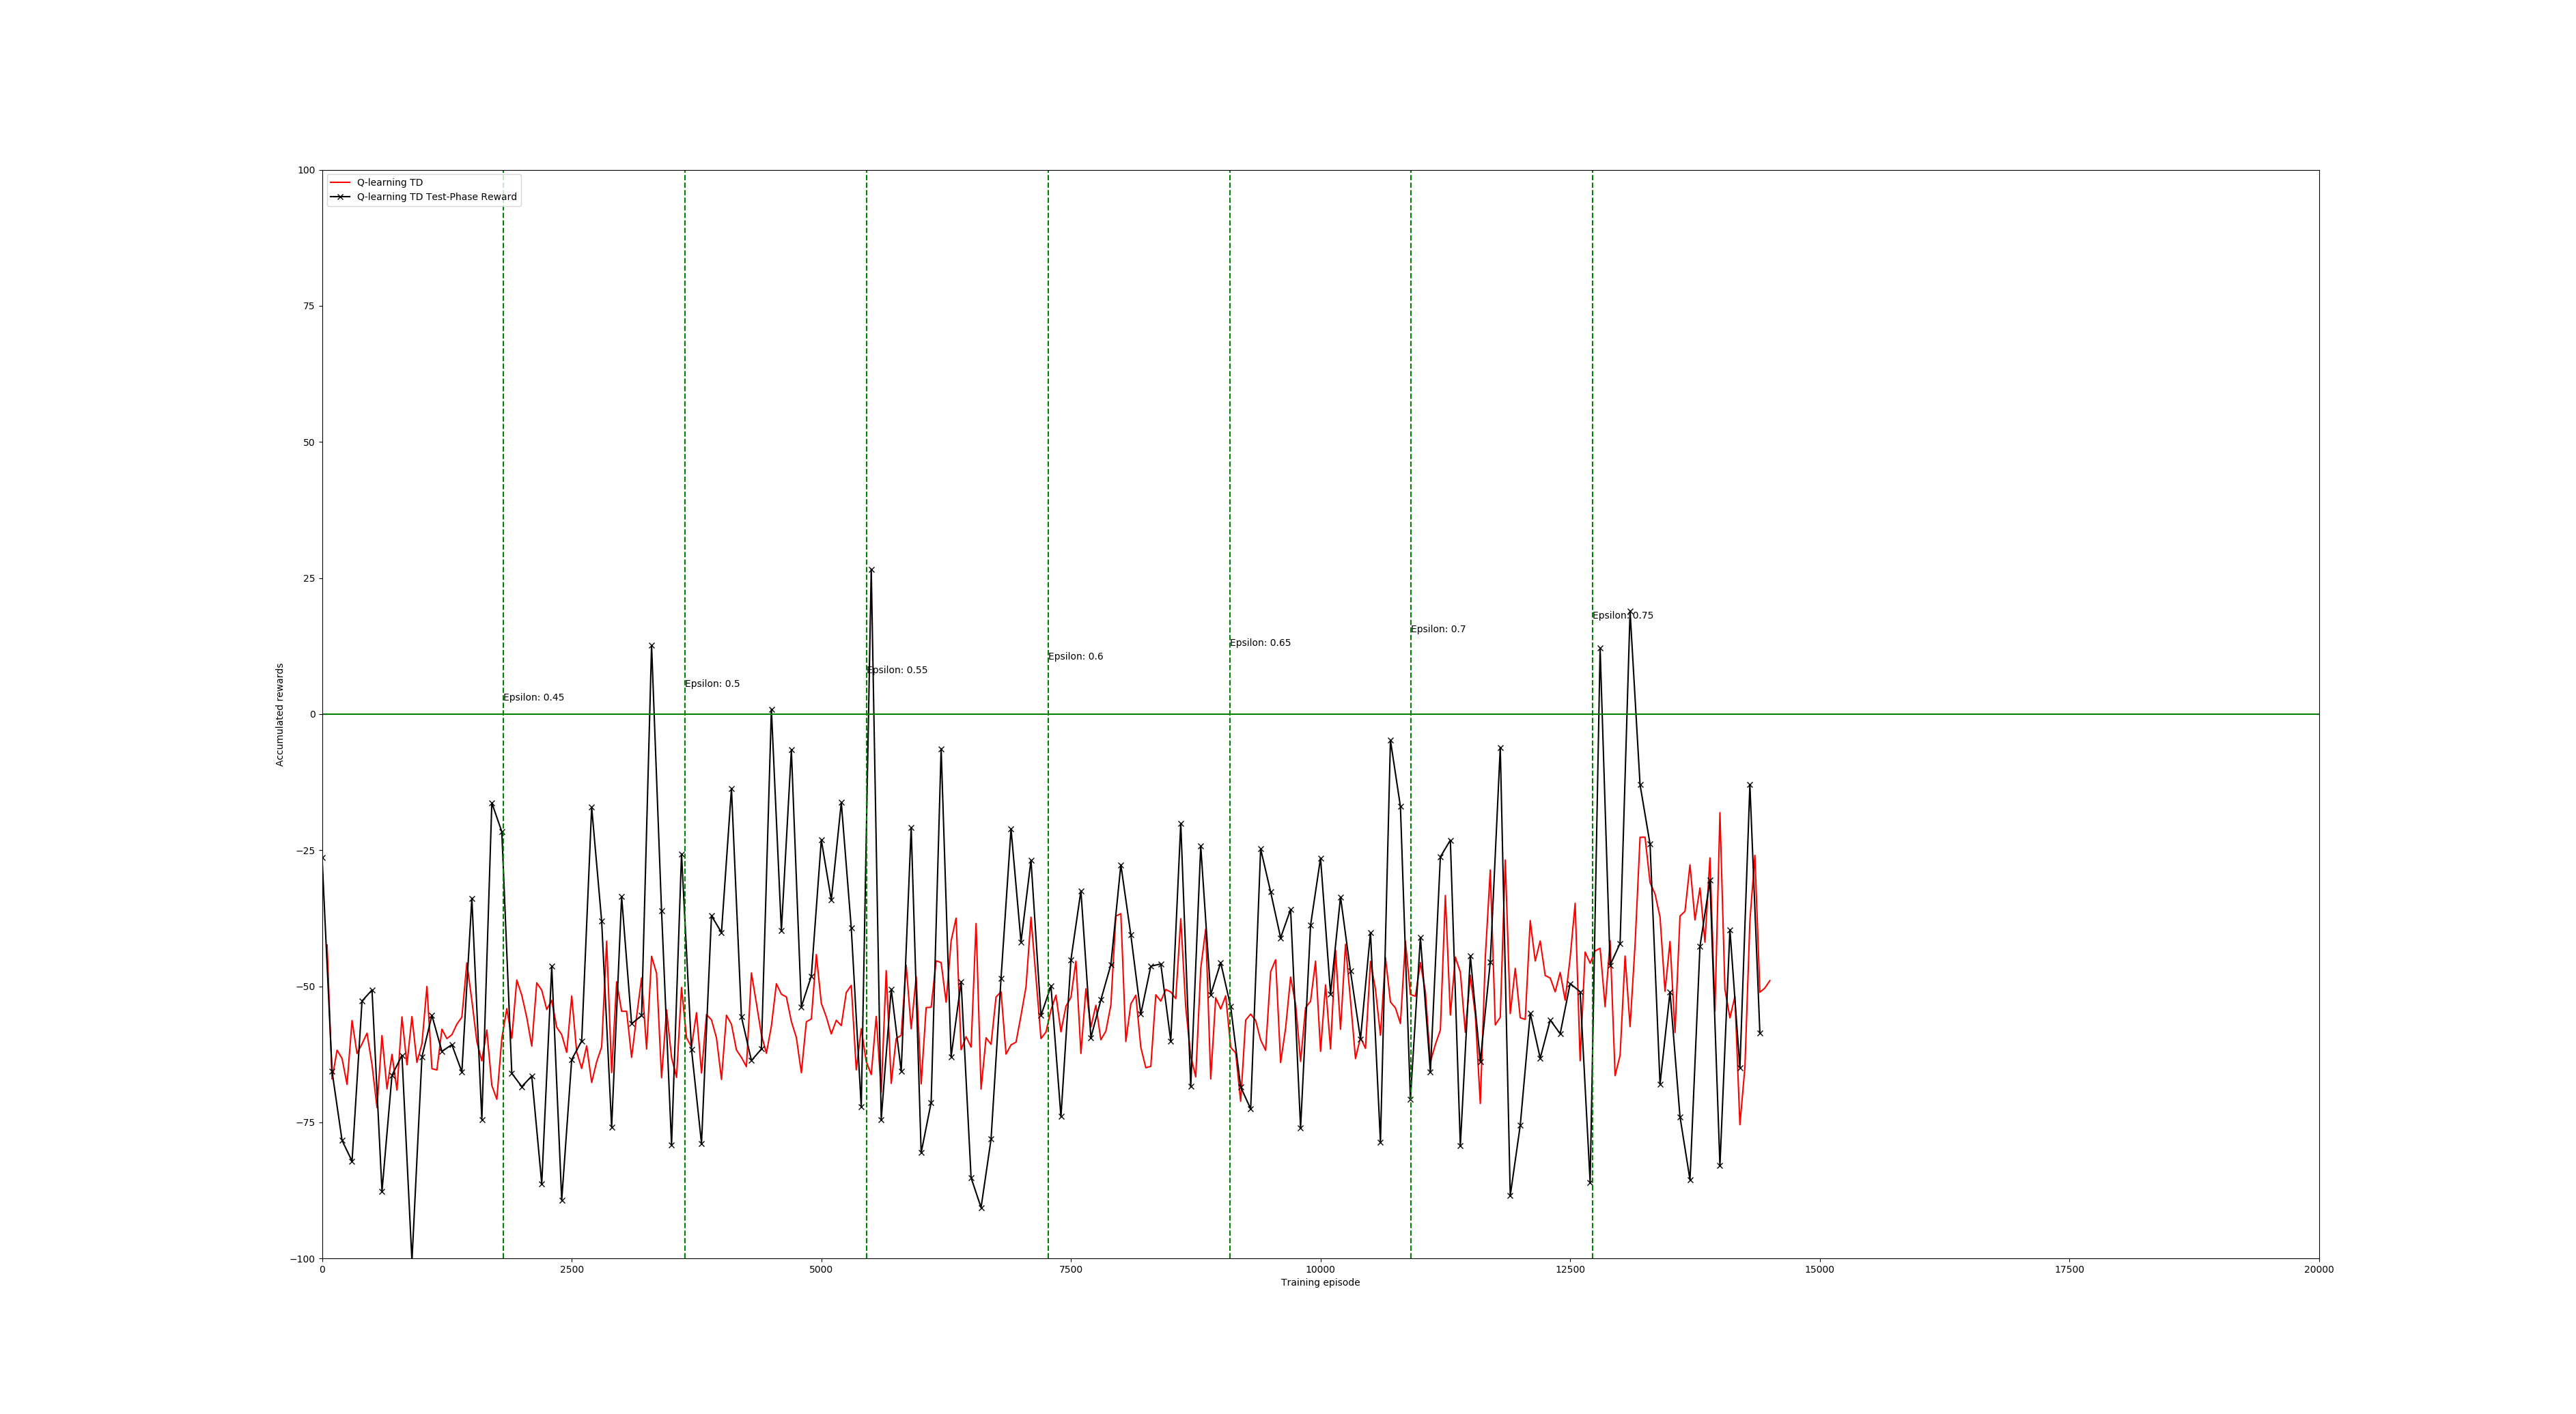 100
75
50
25
0
−25
−50
−75
−100
Accumulated rewards
Q-learning TD
Q-learning TD Test-Phase Reward
Epsilon: 0.45
Epsilon: 0.5
Epsilon: 0.55
Epsilon: 0.6
Epsilon: 0.65
Epsilon: 0.7
Epsilon: 0.75
0 2500 5000 7500 10000 12500 15000 17500 20000
Training episode